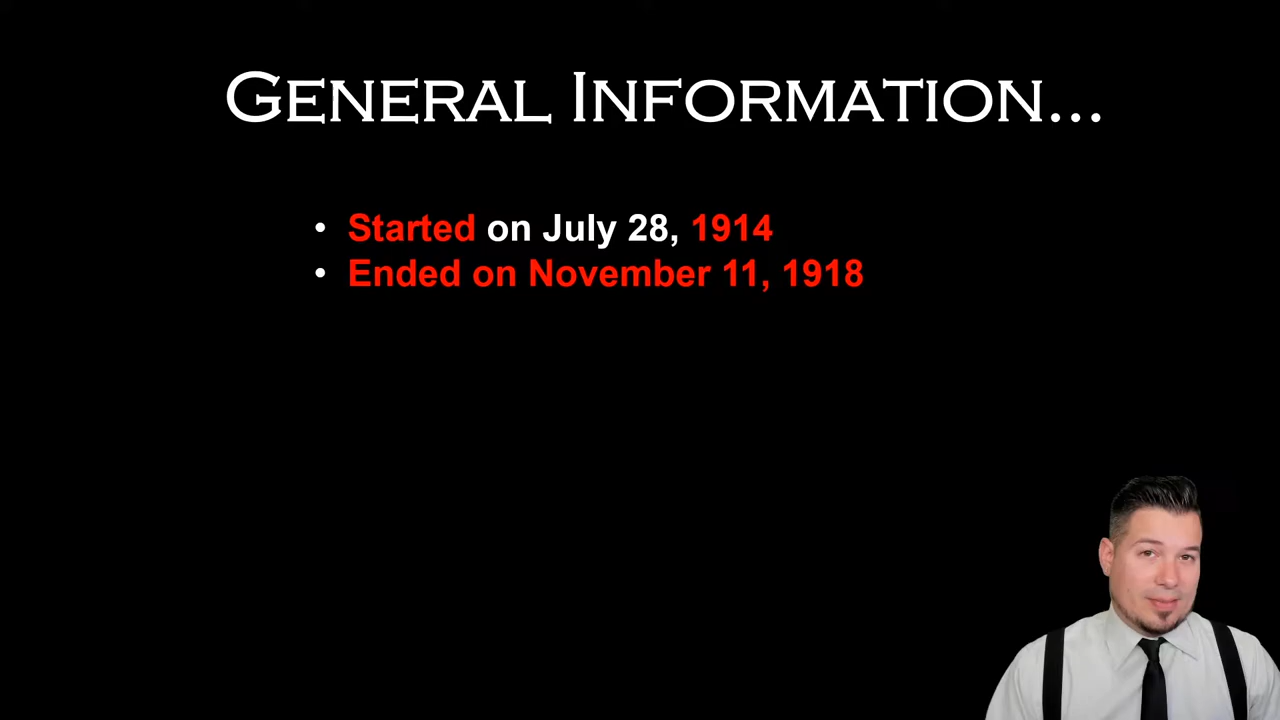 General Information...
• Started on July 28, 1914
• Ended on November 11, 1918